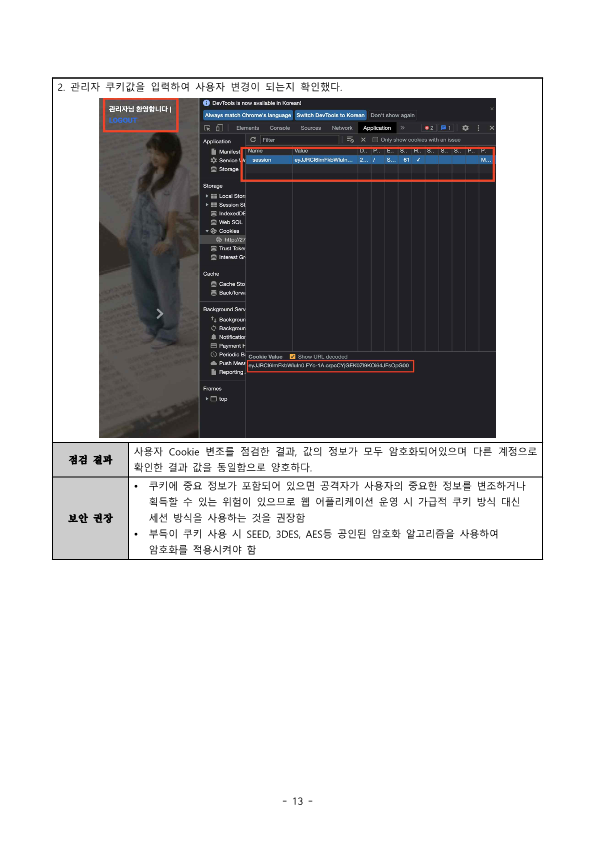 2. 관리자 쿠키값을 입력하여 사용자 변경이 되는지 확인했다.
관리자님 환영합니다 |
LOGOUT
DevTools is now available in Korean!
Always match Chrome's language Switch DevTools to Korean Don't show again
Elements Console Sources Network Application » 2 1
Application
Manifest
Service W
Storage
Storage
Local Stor
Session St
IndexedDB
Web SQL
Cookies
http://27
Trust Token
Interest Gr
Cache
Cache Sto
Back/forw
Background Serv
Backgroun
Backgroun
Notificatio
Payment H
Periodic B
Push Mess
Reporting
Frames
top
Filter Only show cookies with an issue
Name Value D.. P.. E.. S.. H.. S.. S.. S.. P.. P..
session 2... / S... 61 ✓ M...
Cookie Value Show URL decoded
점검 결과
사용자 Cookie 변조를 점검한 결과, 값의 정보가 모두 암호화되어있으며 다른 계정으로
확인한 결과 값을 동일함으로 양호하다.
보안 권장
• 쿠키에 중요 정보가 포함되어 있으면 공격자가 사용자의 중요한 정보를 변조하거나
획득할 수 있는 위험이 있으므로 웹 어플리케이션 운영 시 가급적 쿠키 방식 대신
세션 방식을 사용하는 것을 권장함
• 부득이 쿠키 사용 시 SEED, 3DES, AES등 공인된 암호화 알고리즘을 사용하여
암호화를 적용시켜야 함
- 13 -